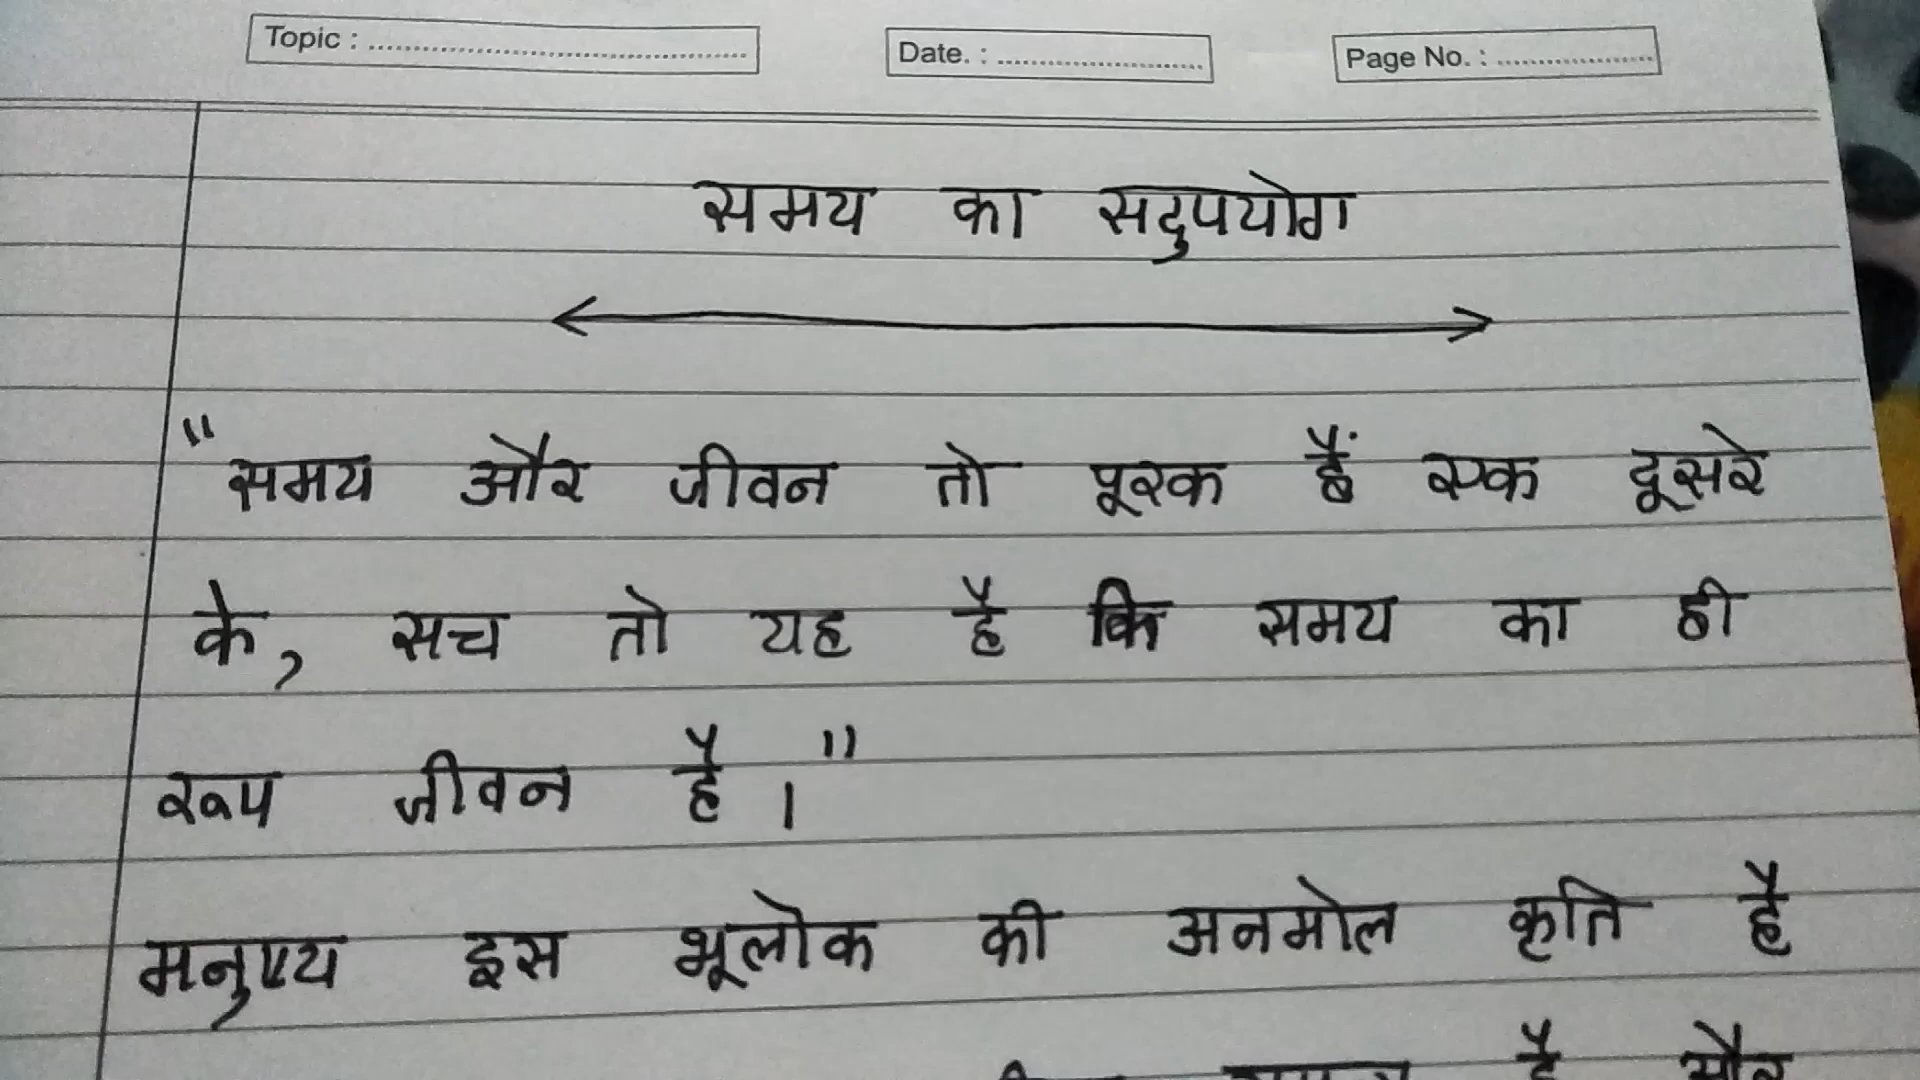 Topic : ............ Date. : ............ Page No. : ............
समय का सदुपयोग
"समय और जीवन तो पूरक हैं एक दूसरे
के, सच तो यह है कि समय का ही
रूप जीवन है।"
मनुष्य इस भूलोक की अनमोल कृति है
है और